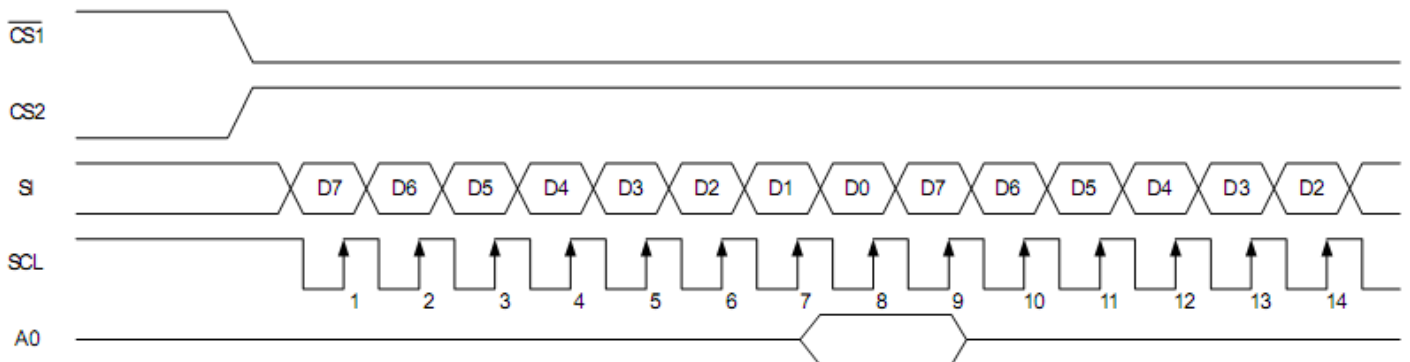 CS1
CS2
SI D7 D6 D5 D4 D3 D2 D1 D0 D7 D6 D5 D4 D3 D2
SCL
1 2 3 4 5 6 7 8 9 10 11 12 13 14
A0